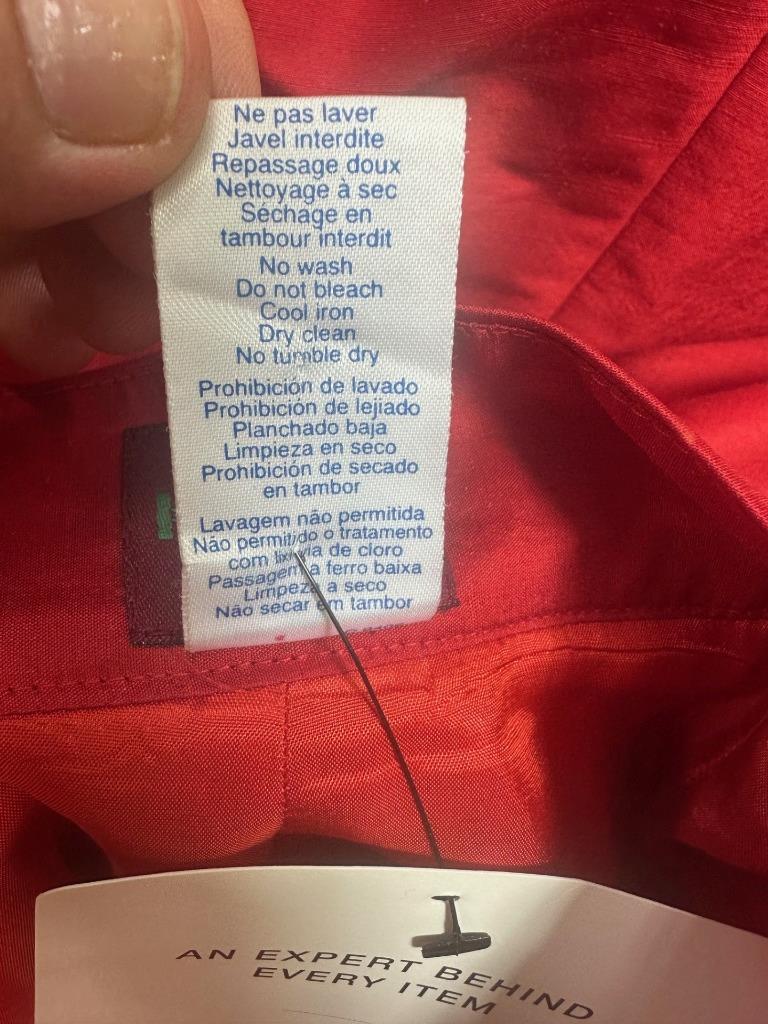 Ne pas laver
Javel interdite
Repassage doux
Nettoyage à sec
Séchage en
tambour interdit
No wash
Do not bleach
Cool iron
Dry clean
No tumble dry
Prohibición de lavado
Prohibición de lejiado
Planchado baja
Limpieza en seco
Prohibición de secado
en tambor
Lavagem não permitida
Não permitido o tratamento
com lixivia de cloro
Passagem a ferro baixa
Limpeza a seco
Não secar em tambor
AN EXPERT BEHIND
EVERY ITEM